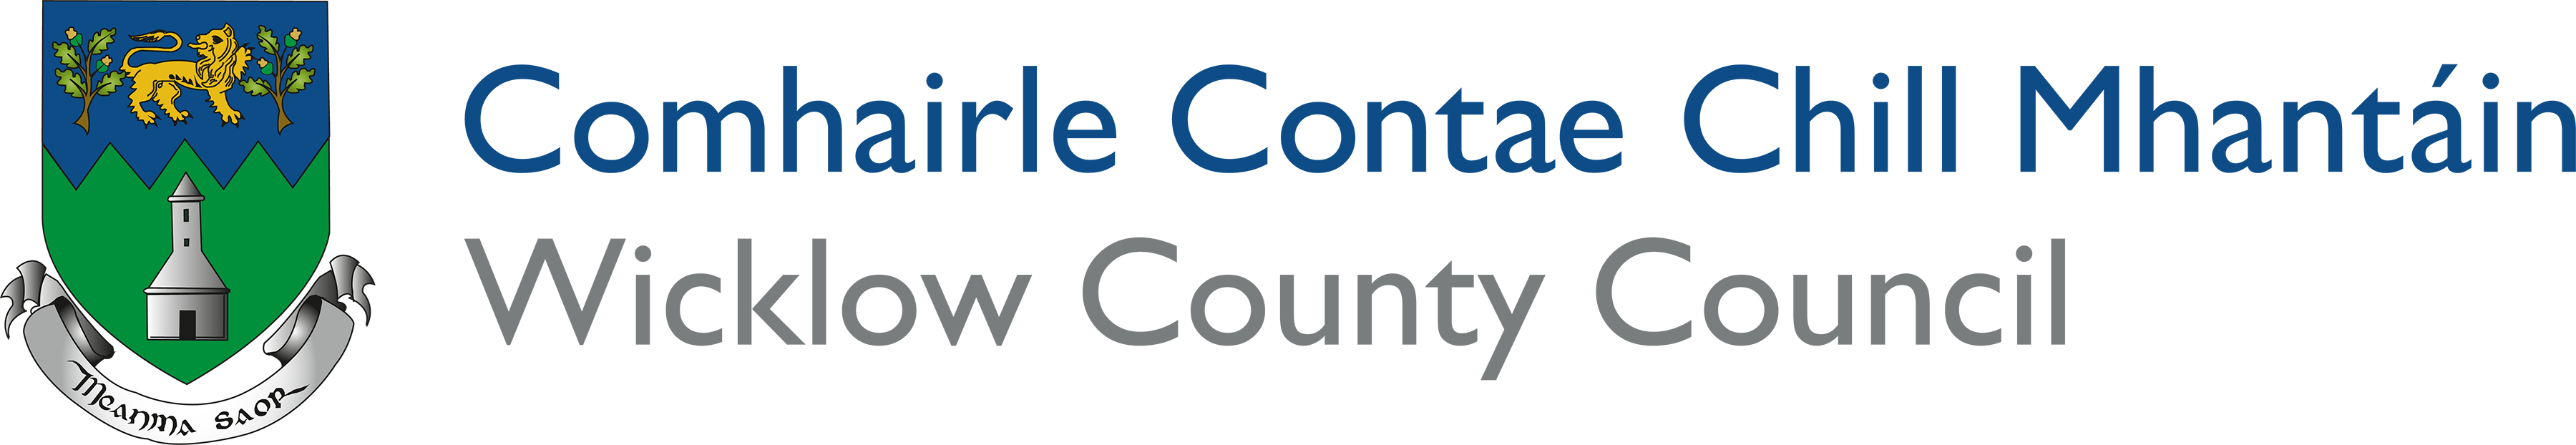 Comhairle Contae Chill Mhantáin
Wicklow County Council
Meanma Saor